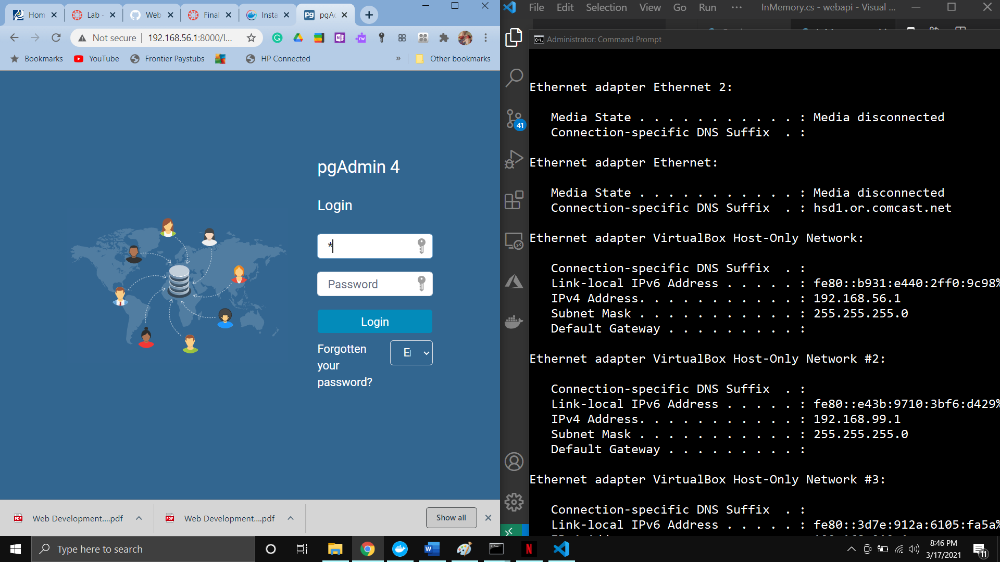 Hom
Lab -
Web
Final
Insta
pgAc
Not secure
192.168.56.1:8000/l...
Bookmarks
YouTube
Frontier Paystubs
HP Connected
»
Other bookmarks
pgAdmin 4
Login
*
Password
Login
Forgotten
your
password?
Web Development....pdf
Web Development....pdf
Show all
File Edit Selection View Go Run ··· InMemory.cs - webapi - Visual ...
41
Administrator: Command Prompt
Ethernet adapter Ethernet 2:
Media State . . . . . . . . . . . : Media disconnected
Connection-specific DNS Suffix  . :
Ethernet adapter Ethernet:
Media State . . . . . . . . . . . : Media disconnected
Connection-specific DNS Suffix  . : hsd1.or.comcast.net
Ethernet adapter VirtualBox Host-Only Network:
Connection-specific DNS Suffix  . :
Link-local IPv6 Address . . . . . : fe80::b931:e440:2ff0:9c98%
IPv4 Address. . . . . . . . . . . : 192.168.56.1
Subnet Mask . . . . . . . . . . . : 255.255.255.0
Default Gateway . . . . . . . . . :
Ethernet adapter VirtualBox Host-Only Network #2:
Connection-specific DNS Suffix  . :
Link-local IPv6 Address . . . . . : fe80::e43b:9710:3bf6:d429%
IPv4 Address. . . . . . . . . . . : 192.168.99.1
Subnet Mask . . . . . . . . . . . : 255.255.255.0
Default Gateway . . . . . . . . . :
Ethernet adapter VirtualBox Host-Only Network #3:
Connection-specific DNS Suffix  . :
Link-local IPv6 Address . . . . . : fe80::3d7e:912a:6105:fa5a%
Type here to search
8:46 PM
3/17/2021
11